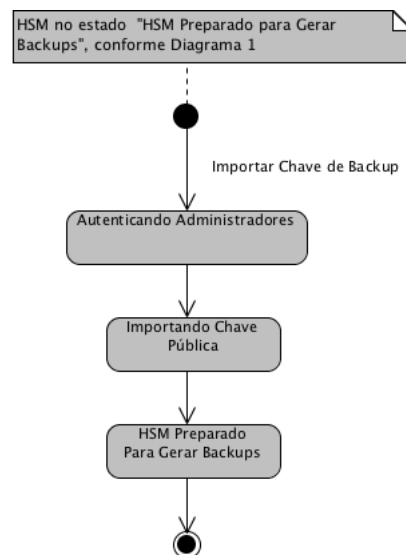 HSM no estado "HSM Preparado para Gerar
Backups", conforme Diagrama 1
Importar Chave de Backup
Autenticando Administradores
Importando Chave
Pública
HSM Preparado
Para Gerar Backups